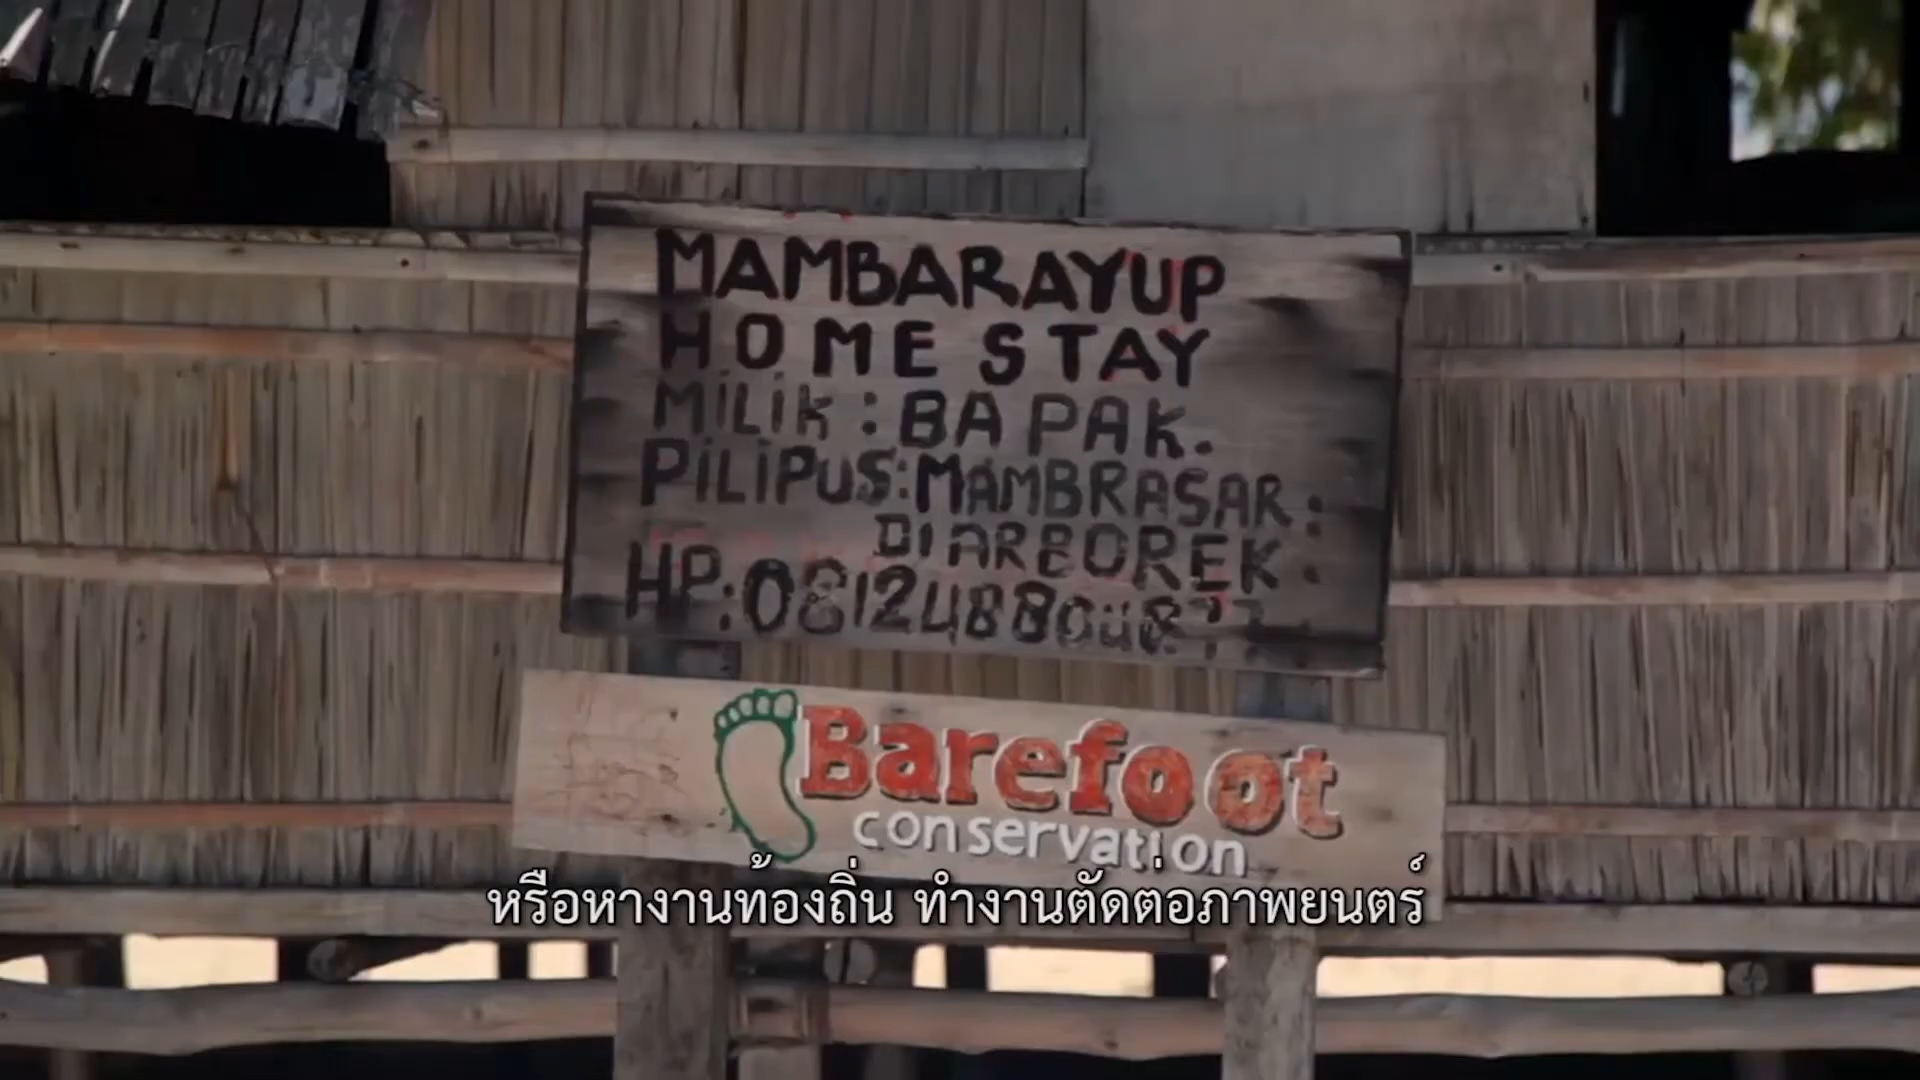 MAMBARAYUP
HOME STAY
MiLiK : BAPAK.
PiLiPUS: MAMBRASAR :
DI ARBOREK :
HP:
Barefoot
conservation
หรือหางานท้องถิ่น ทำงานตัดต่อภาพยนตร์